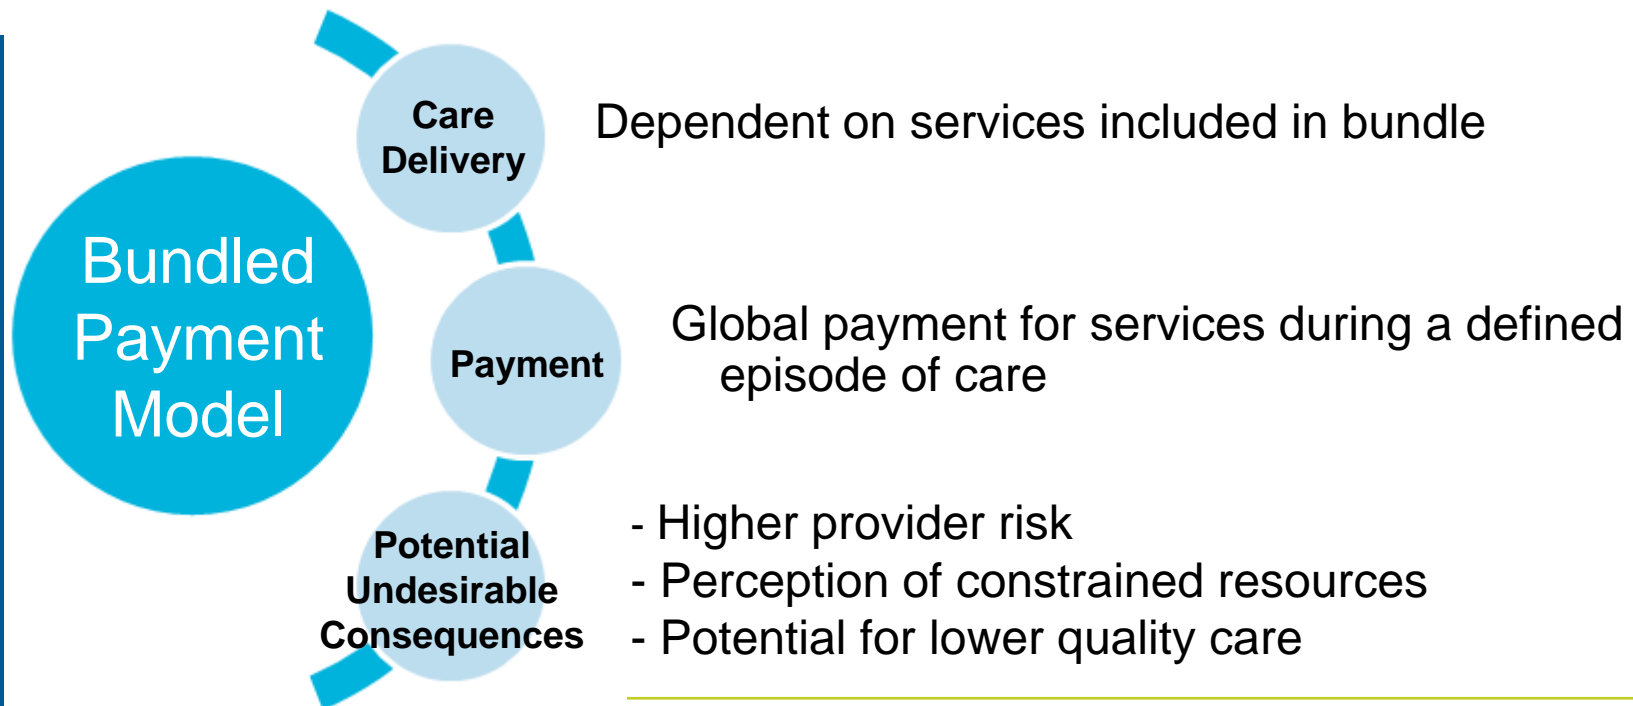 Bundled
Payment
Model
Care
Delivery
Dependent on services included in bundle
Payment
Global payment for services during a defined
episode of care
Potential
Undesirable
Consequences
- Higher provider risk
- Perception of constrained resources
- Potential for lower quality care